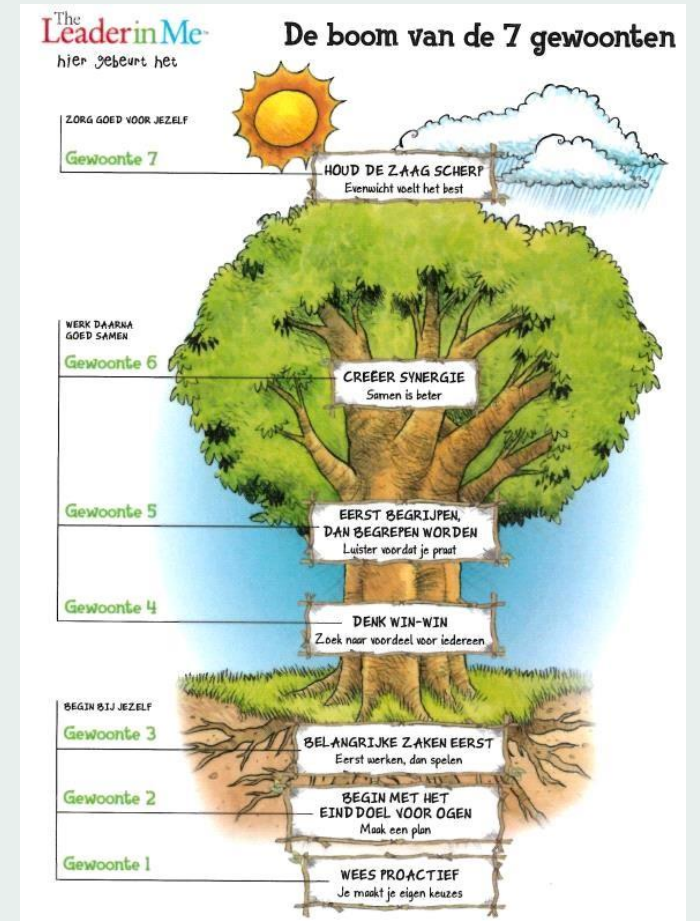 The
Leader in Me™
hier gebeurt het
De boom van de 7 gewoonten
ZORG GOED VOOR JEZELF
Gewoonte 7
HOUD DE ZAAG SCHERP
Evenwicht voelt het best
WERK DAARNA
GOED SAMEN
Gewoonte 6
CREËER SYNERGIE
Samen is beter
Gewoonte 5
EERST BEGRIJPEN,
DAN BEGREPEN WORDEN
Luister voordat je praat
Gewoonte 4
DENK WIN-WIN
Zoek naar voordeel voor iedereen
BEGIN BIJ JEZELF
Gewoonte 3
BELANGRIJKE ZAKEN EERST
Eerst werken, dan spelen
Gewoonte 2
BEGIN MET HET
EINDDOEL VOOR OGEN
Maak een plan
Gewoonte 1
WEES PROACTIEF
Je maakt je eigen keuzes